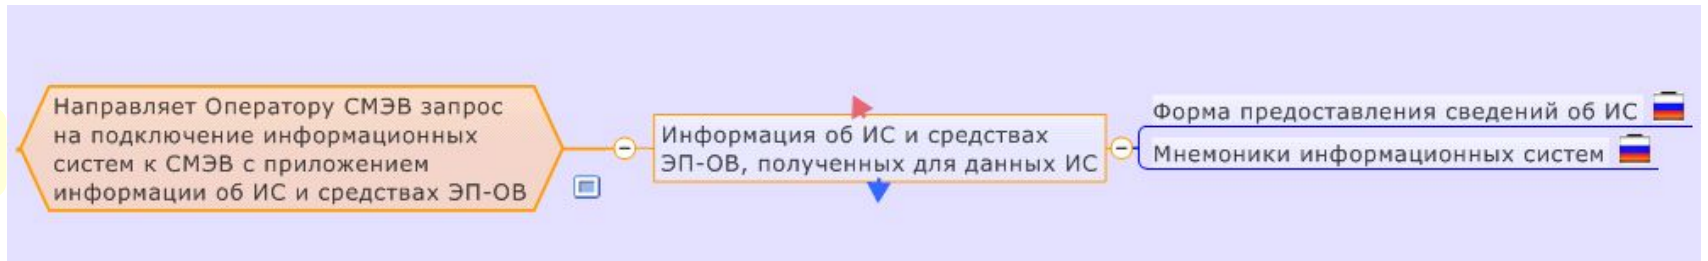 Направляет Оператору СМЭВ запрос
на подключение информационных
систем к СМЭВ с приложением
информации об ИС и средствах ЭП-ОВ
Информация об ИС и средствах
ЭП-ОВ, полученных для данных ИС
Форма предоставления сведений об ИС
Мнемоники информационных систем